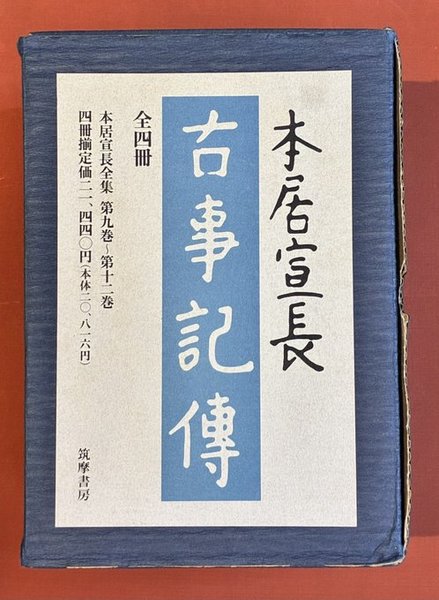 本居宣長
古事記傳
全四冊
本居宣長全集 第九巻~第十二巻
四冊揃定価二一、四四〇円(本体二〇、八一六円)
筑摩書房